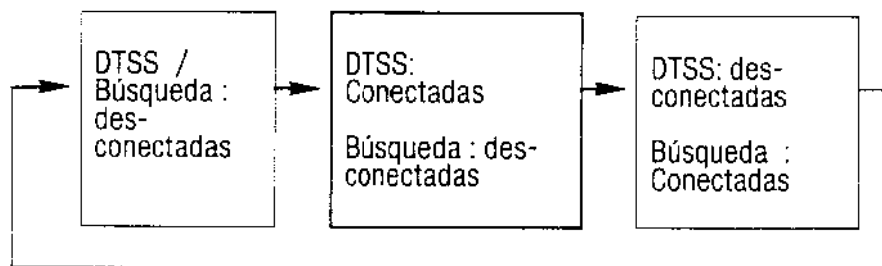 DTSS /
Búsqueda :
des-
conectadas
DTSS:
Conectadas
Búsqueda : des-
conectadas
DTSS: des-
conectadas
Búsqueda :
Conectadas